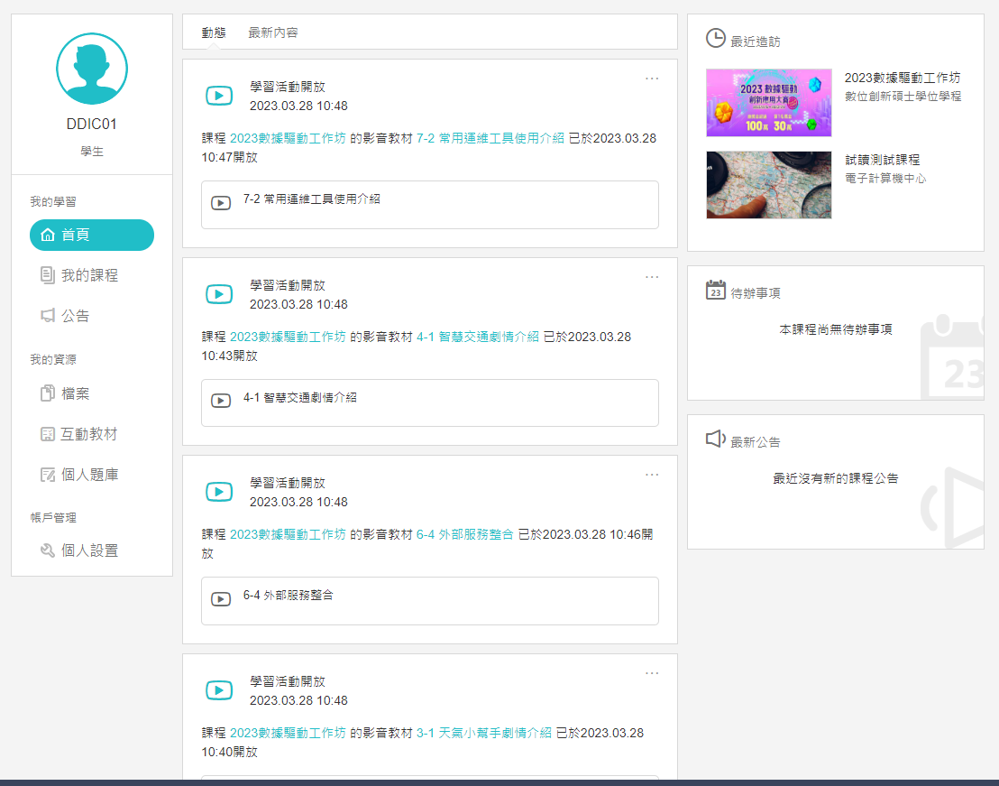 DDIC01
學生
我的學習
首頁
我的課程
公告
我的資源
檔案
互動教材
個人題庫
帳戶管理
個人設置
動態
最新內容
學習活動開放
2023.03.28 10:48
課程 2023數據驅動工作坊 的影音教材 7-2 常用運維工具使用介紹 已於2023.03.28
10:47開放
7-2 常用運維工具使用介紹
學習活動開放
2023.03.28 10:48
課程 2023數據驅動工作坊 的影音教材 4-1 智慧交通劇情介紹 已於2023.03.28
10:43開放
4-1 智慧交通劇情介紹
學習活動開放
2023.03.28 10:48
課程 2023數據驅動工作坊 的影音教材 6-4 外部服務整合 已於2023.03.28 10:46開
放
6-4 外部服務整合
學習活動開放
2023.03.28 10:48
課程 2023數據驅動工作坊 的影音教材 3-1 天氣小幫手劇情介紹 已於2023.03.28
10:40開放
最近造訪
2023 數據驅動
創新應用大賽
100萬 30萬
2023數據驅動工作坊
數位創新碩士學位學程
試讀測試課程
電子計算機中心
23
待辦事項
本課程尚無待辦事項
23
最新公告
最近沒有新的課程公告